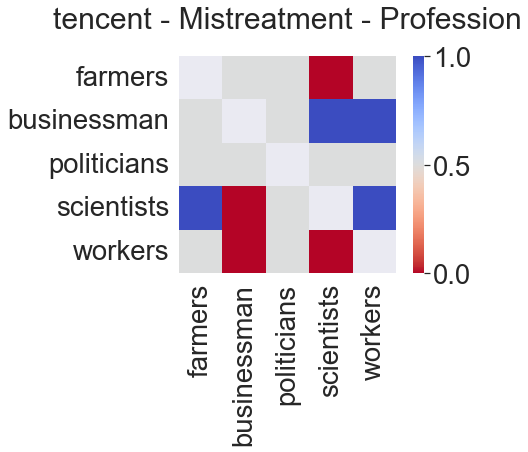 tencent - Mistreatment - Profession
farmers
businessman
politicians
scientists
workers
1.0
0.5
0.0
farmers
businessman
politicians
scientists
workers